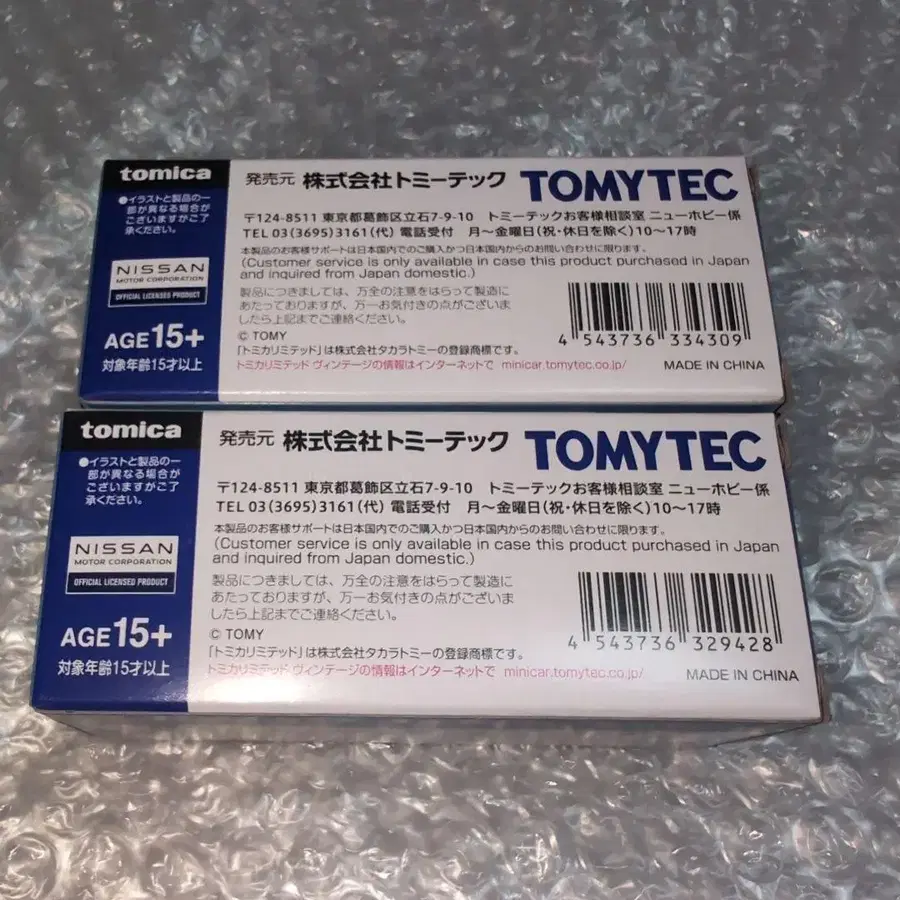 tomica
●イラストと製品の一
部が異なる場合が
ございますがご了
承ください。
NISSAN
MOTOR CORPORATION
OFFICIAL LICENSED PRODUCT
AGE15+
対象年齢15才以上
発売元 株式会社トミーテック TOMYTEC
〒124-8511 東京都葛飾区立石7-9-10 トミーテックお客様相談室 ニューホビー係
TEL 03(3695)3161(代) 電話受付 月～金曜日(祝・休日を除く)10～17時
本製品のお客様サポートは日本国内でのご購入かつ日本国内からのお問い合わせに限ります。
(Customer service is only available in case this product purchased in Japan
and inquired from Japan domestic.)
製品につきましては、万全の注意をはらって製造に
あたっておりますが、万一お気付きの点がございま
したら上記までご連絡ください。
© TOMY
「トミカリミテッド」は株式会社タカラトミーの登録商標です。
トミカリミテッド ヴィンテージの情報はインターネットで minicar.tomytec.co.jp/
4 543736 334309
MADE IN CHINA
tomica
●イラストと製品の一
部が異なる場合が
ございますがご了
承ください。
NISSAN
MOTOR CORPORATION
OFFICIAL LICENSED PRODUCT
AGE15+
対象年齢15才以上
発売元 株式会社トミーテック TOMYTEC
〒124-8511 東京都葛飾区立石7-9-10 トミーテックお客様相談室 ニューホビー係
TEL 03(3695)3161(代) 電話受付 月～金曜日(祝・休日を除く)10～17時
本製品のお客様サポートは日本国内でのご購入かつ日本国内からのお問い合わせに限ります。
(Customer service is only available in case this product purchased in Japan
and inquired from Japan domestic.)
製品につきましては、万全の注意をはらって製造に
あたっておりますが、万一お気付きの点がございま
したら上記までご連絡ください。
© TOMY
「トミカリミテッド」は株式会社タカラトミーの登録商標です。
トミカリミテッド ヴィンテージの情報はインターネットで minicar.tomytec.co.jp/
4 543736 329428
MADE IN CHINA